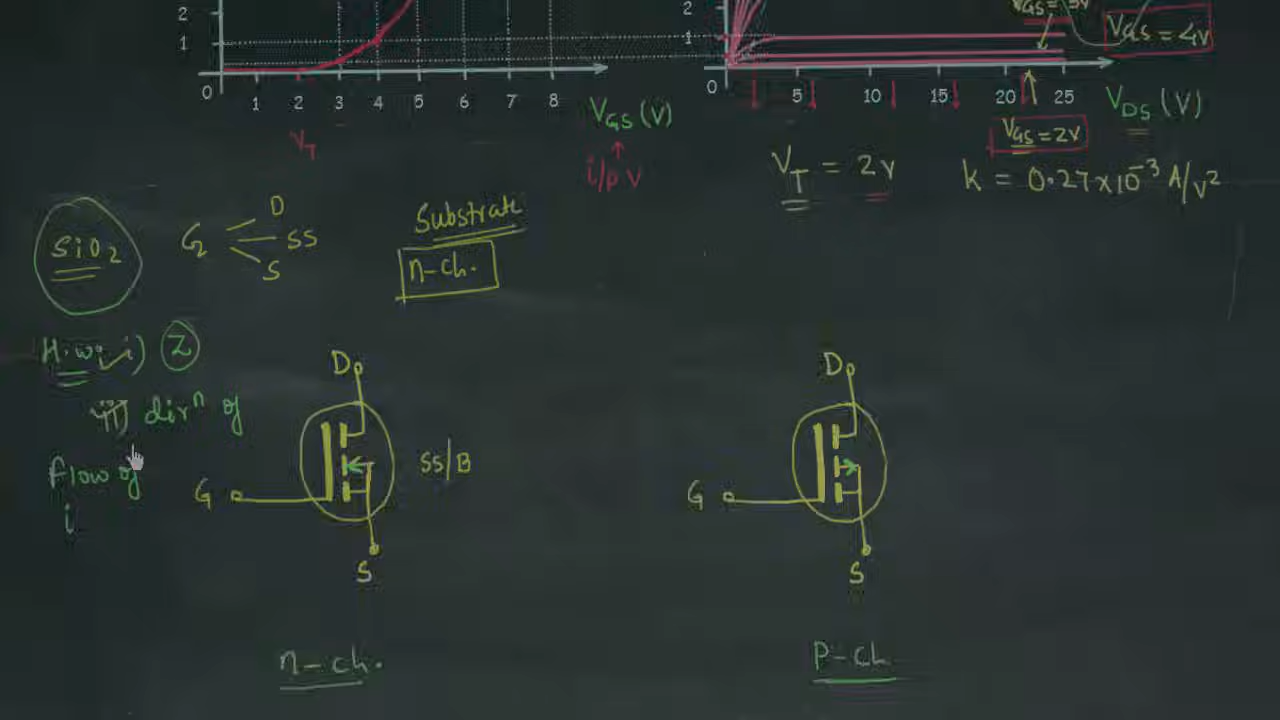 2
1
0 1 2 3 4 5 6 7 8
VGS (V)
VT
i/p V
2
1
VGS = 4V
0 5 10 15 20 25
VDS (V)
VGS = 2V
VT = 2V
k = 0.27×10⁻³ A/V²
SiO2
G
D
SS
S
Substrate
n-ch.
H.W. i) Z
ii) dirⁿ of
flow of
i
D
G
SS/B
S
n-ch.
D
G
S
P-ch